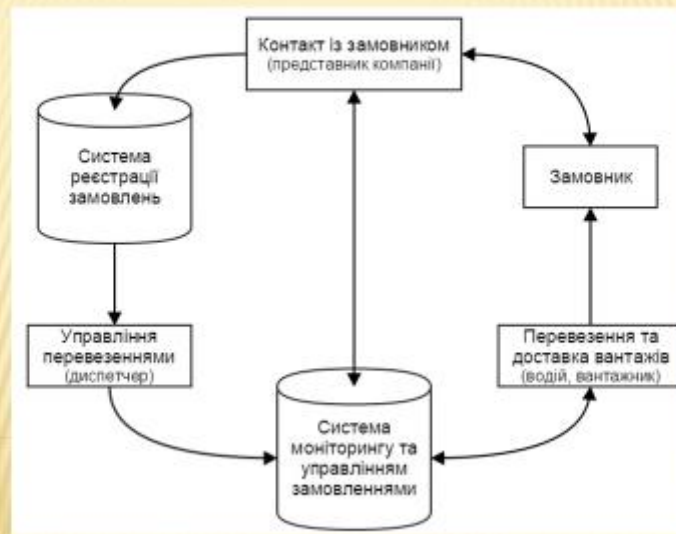 Контакт із замовником
(представник компанії)
Система
реєстрації
замовлень
Замовник
Управління
перевезеннями
(диспетчер)
Перевезення та
доставка вантажів
(водій, вантажник)
Система
моніторингу та
управлінням
замовленнями